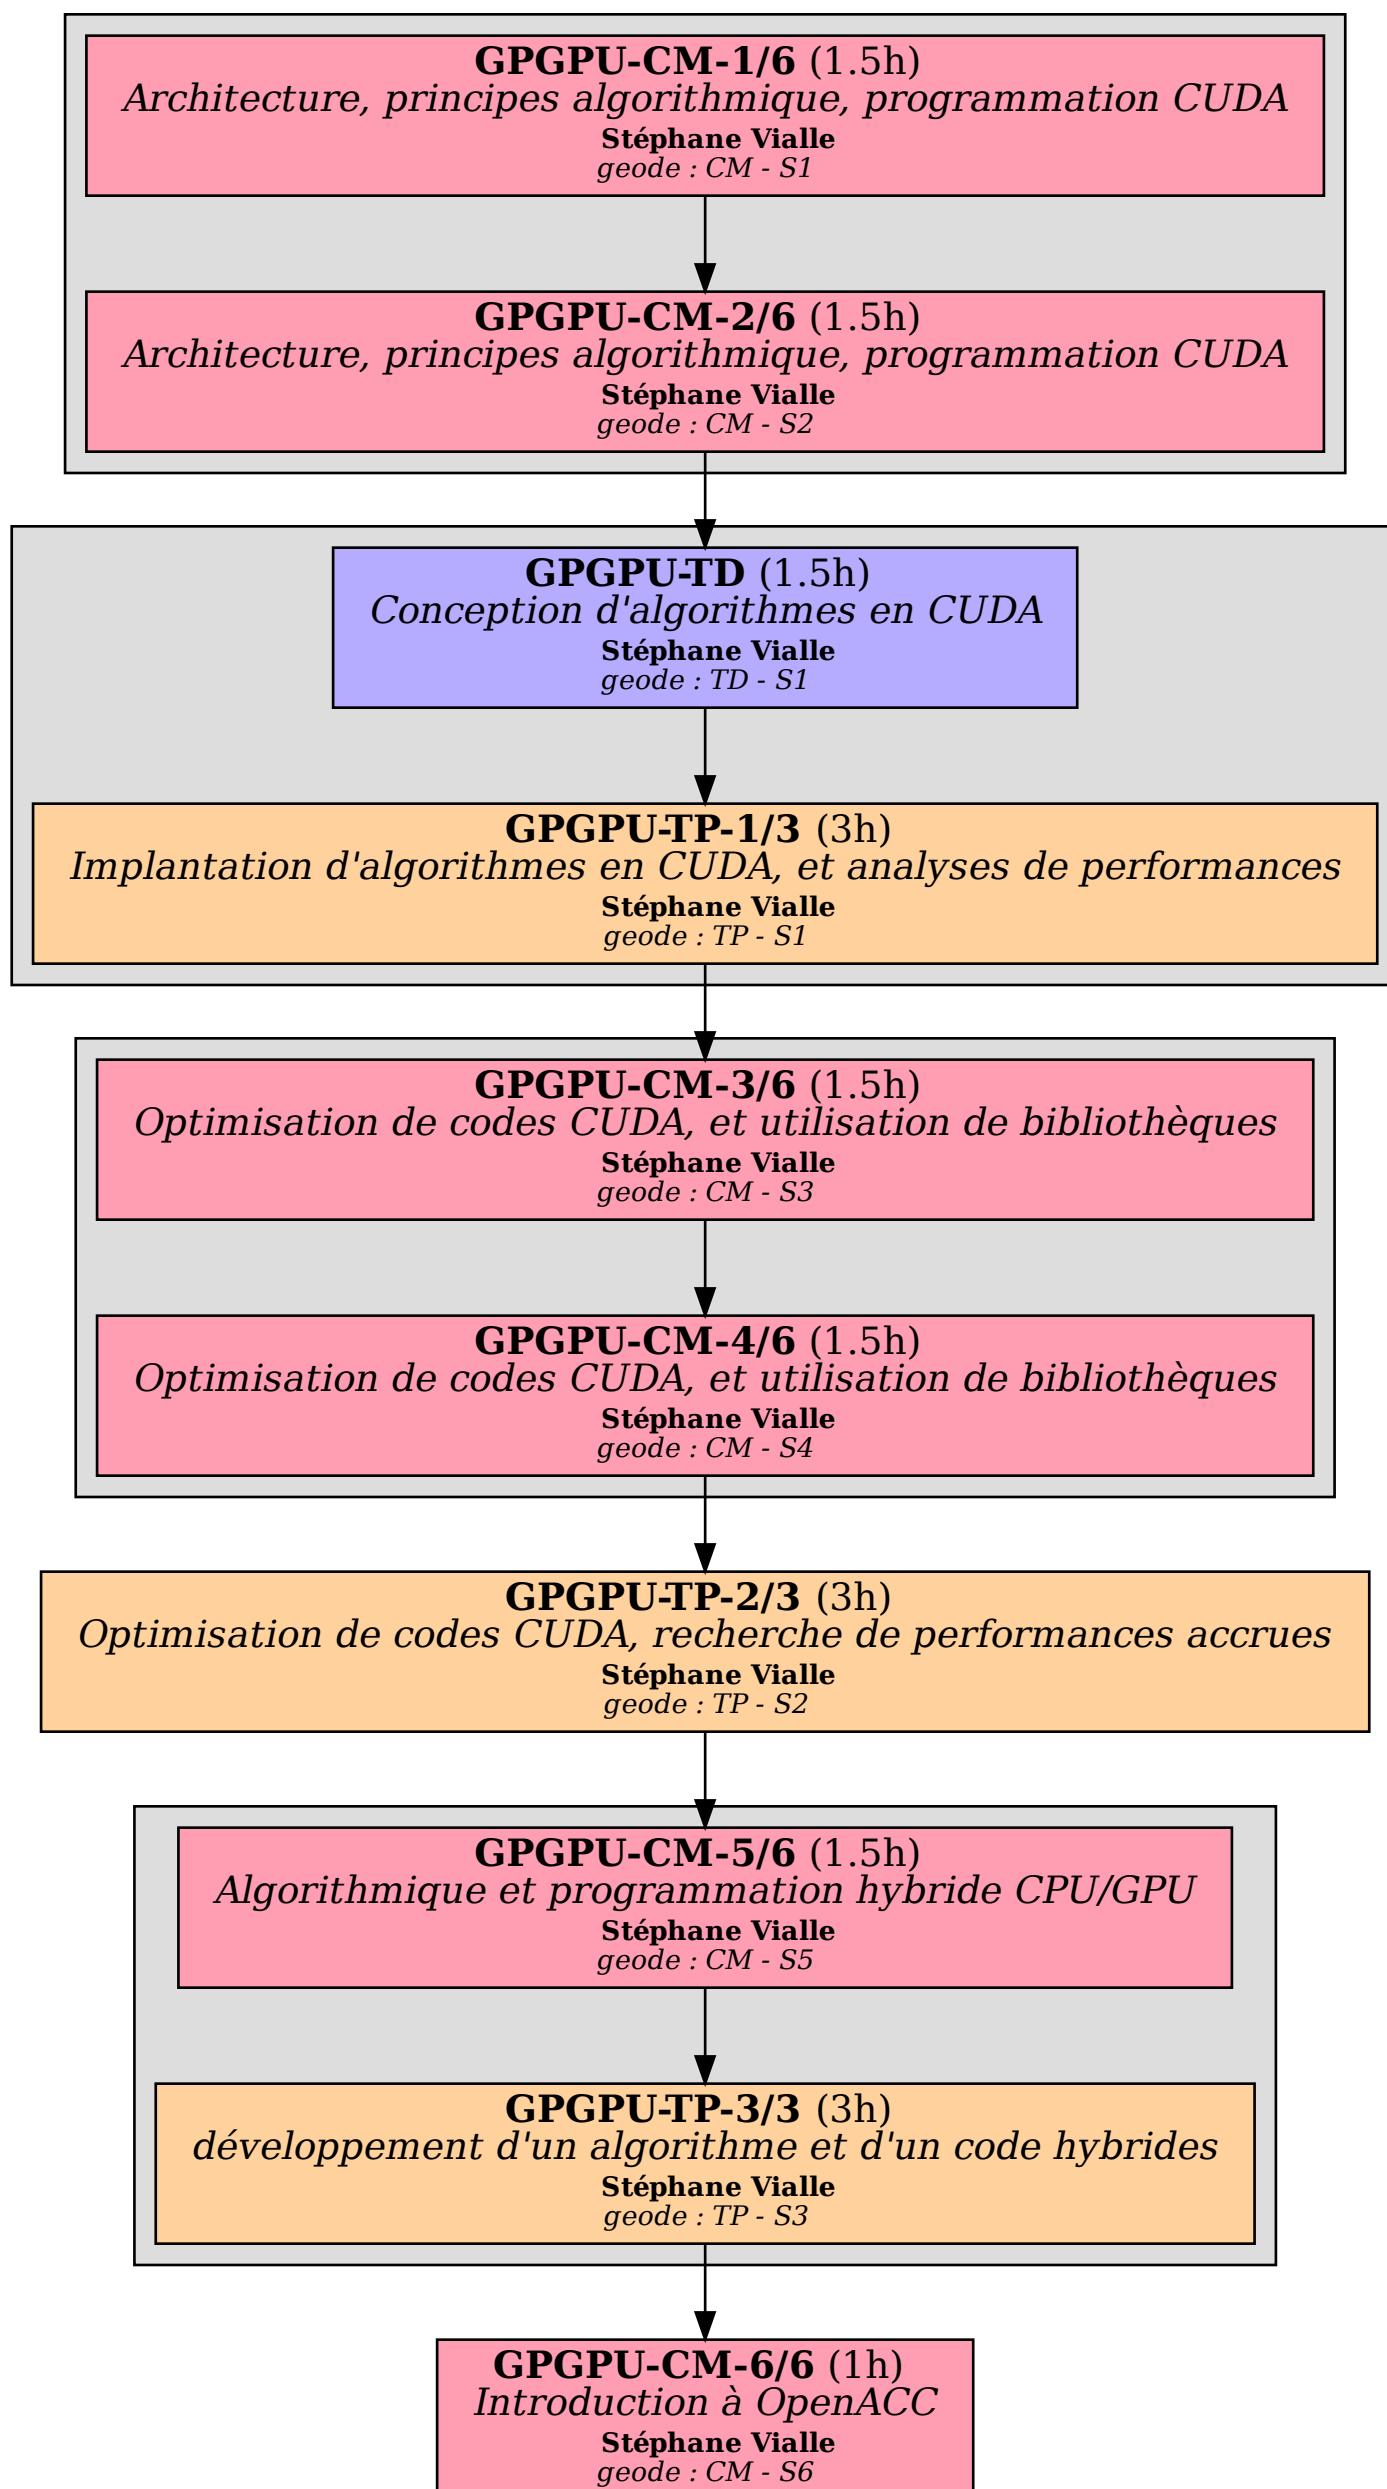 GPGPU-CM-1/6 (1.5h)
Architecture, principes algorithmique, programmation CUDA
Stéphane Vialle
geode : CM - S1
GPGPU-CM-2/6 (1.5h)
Architecture, principes algorithmique, programmation CUDA
Stéphane Vialle
geode : CM - S2
GPGPU-TD (1.5h)
Conception d'algorithmes en CUDA
Stéphane Vialle
geode : TD - S1
GPGPU-TP-1/3 (3h)
Implantation d'algorithmes en CUDA, et analyses de performances
Stéphane Vialle
geode : TP - S1
GPGPU-CM-3/6 (1.5h)
Optimisation de codes CUDA, et utilisation de bibliothèques
Stéphane Vialle
geode : CM - S3
GPGPU-CM-4/6 (1.5h)
Optimisation de codes CUDA, et utilisation de bibliothèques
Stéphane Vialle
geode : CM - S4
GPGPU-TP-2/3 (3h)
Optimisation de codes CUDA, recherche de performances accrues
Stéphane Vialle
geode : TP - S2
GPGPU-CM-5/6 (1.5h)
Algorithmique et programmation hybride CPU/GPU
Stéphane Vialle
geode : CM - S5
GPGPU-TP-3/3 (3h)
développement d'un algorithme et d'un code hybrides
Stéphane Vialle
geode : TP - S3
GPGPU-CM-6/6 (1h)
Introduction à OpenACC
Stéphane Vialle
geode : CM - S6